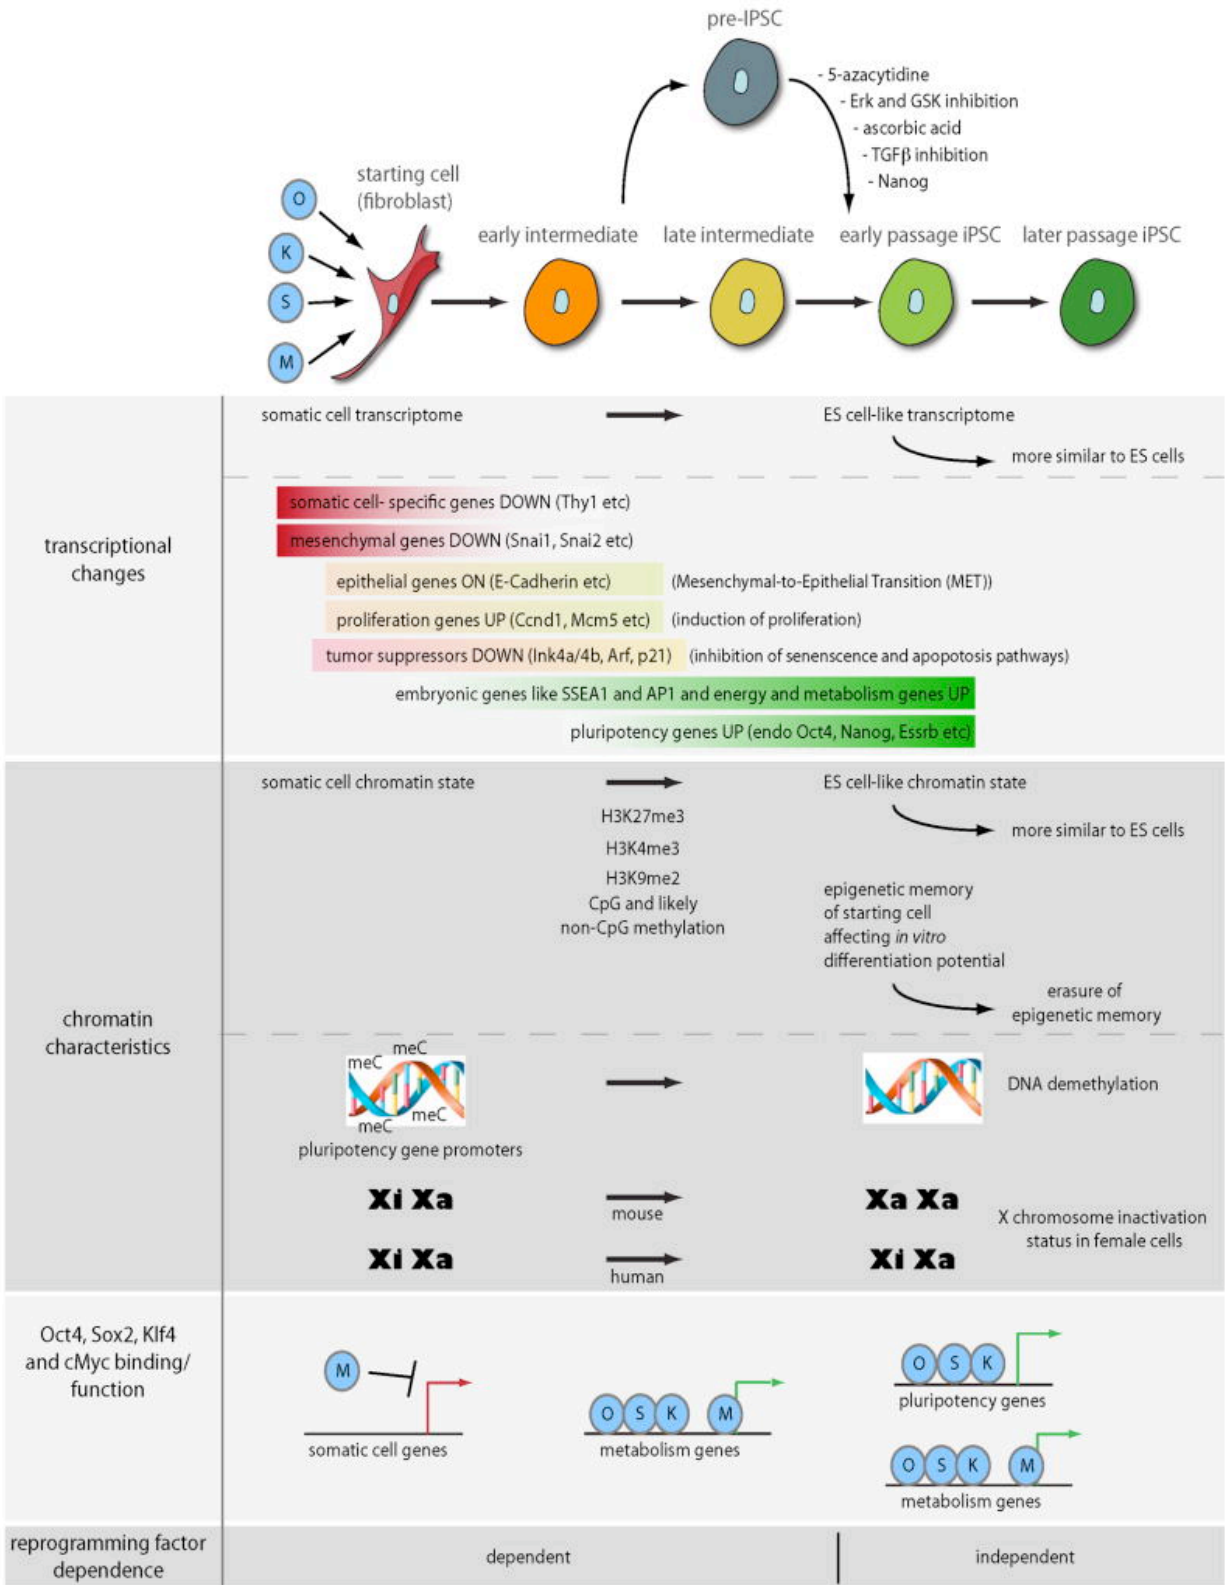 pre-IPSC
- 5-azacytidine
- Erk and GSK inhibition
- ascorbic acid
- TGFβ inhibition
- Nanog
starting cell
(fibroblast)
O
K
S
M
early intermediate
late intermediate
early passage iPSC
later passage iPSC
transcriptional
changes
somatic cell transcriptome
ES cell-like transcriptome
more similar to ES cells
somatic cell- specific genes DOWN (Thy1 etc)
mesenchymal genes DOWN (Snai1, Snai2 etc)
epithelial genes ON (E-Cadherin etc)
(Mesenchymal-to-Epithelial Transition (MET))
proliferation genes UP (Ccnd1, Mcm5 etc)
(induction of proliferation)
tumor suppressors DOWN (Ink4a/4b, Arf, p21)
(inhibition of senenscence and apopotosis pathways)
embryonic genes like SSEA1 and AP1 and energy and metabolism genes UP
pluripotency genes UP (endo Oct4, Nanog, Essrb etc)
chromatin
characteristics
somatic cell chromatin state
ES cell-like chromatin state
more similar to ES cells
H3K27me3
H3K4me3
H3K9me2
CpG and likely
non-CpG methylation
epigenetic memory
of starting cell
affecting in vitro
differentiation potential
erasure of
epigenetic memory
meC
meC
meC
meC
pluripotency gene promoters
DNA demethylation
Xi Xa
mouse
Xa Xa
Xi Xa
human
Xi Xa
X chromosome inactivation
status in female cells
Oct4, Sox2, Klf4
and cMyc binding/
function
M
somatic cell genes
O S K M
metabolism genes
O S K
pluripotency genes
O S K M
metabolism genes
reprogramming factor
dependence
dependent
independent